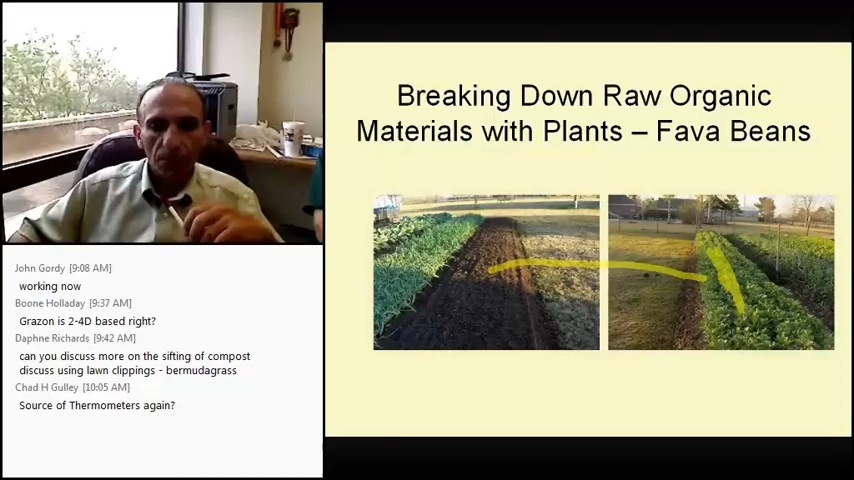 Breaking Down Raw Organic
Materials with Plants – Fava Beans
John Gordy [9:08 AM]
working now
Boone Holladay [9:37 AM]
Grazon is 2-4D based right?
Daphne Richards [9:42 AM]
can you discuss more on the sifting of compost
discuss using lawn clippings - bermudagrass
Chad H Gulley [10:05 AM]
Source of Thermometers again?